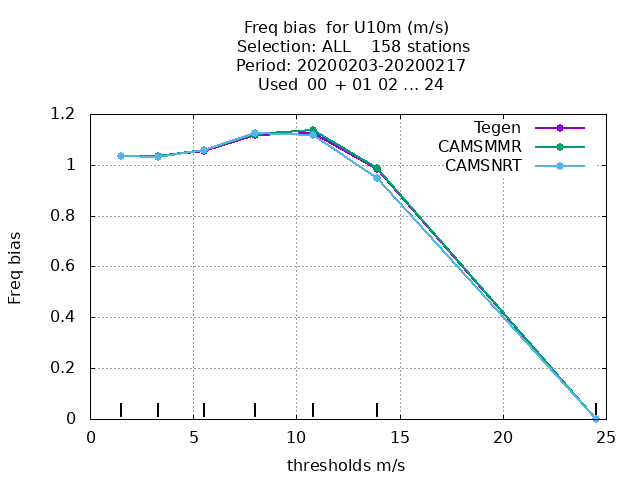 Freq bias  for U10m (m/s)
Selection: ALL    158 stations
Period: 20200203-20200217
Used  00  + 01 02 ... 24
Tegen
CAMSMMR
CAMSNRT
1.2
1
0.8
0.6
0.4
0.2
0
Freq bias
0 5 10 15 20 25
thresholds m/s